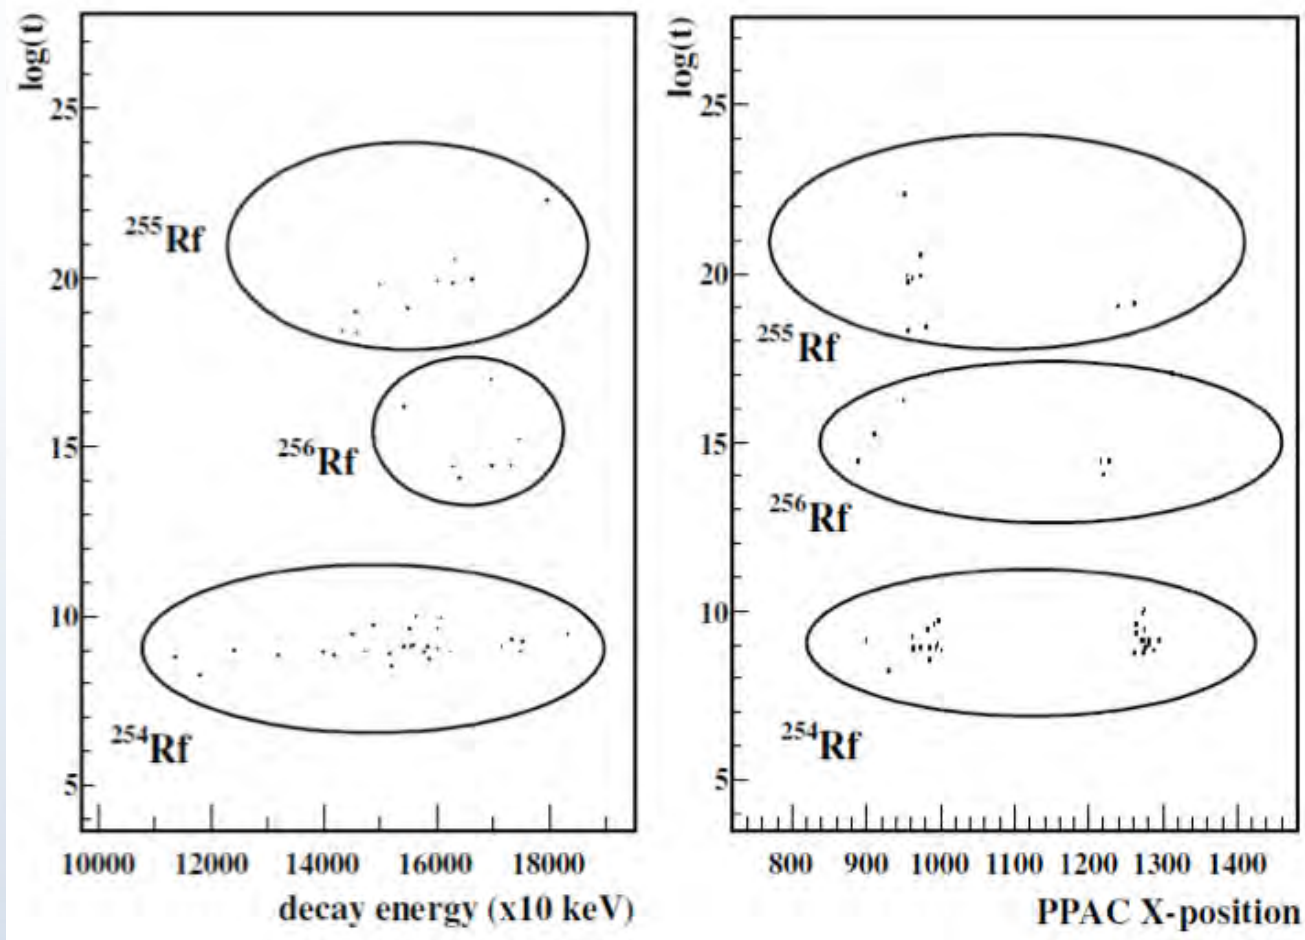 log(t)
25
20
15
10
5
²⁵⁵Rf
²⁵⁶Rf
²⁵⁴Rf
10000 12000 14000 16000 18000
decay energy (x10 keV)
log(t)
25
20
15
10
5
²⁵⁵Rf
²⁵⁶Rf
²⁵⁴Rf
800 900 1000 1100 1200 1300 1400
PPAC X-position